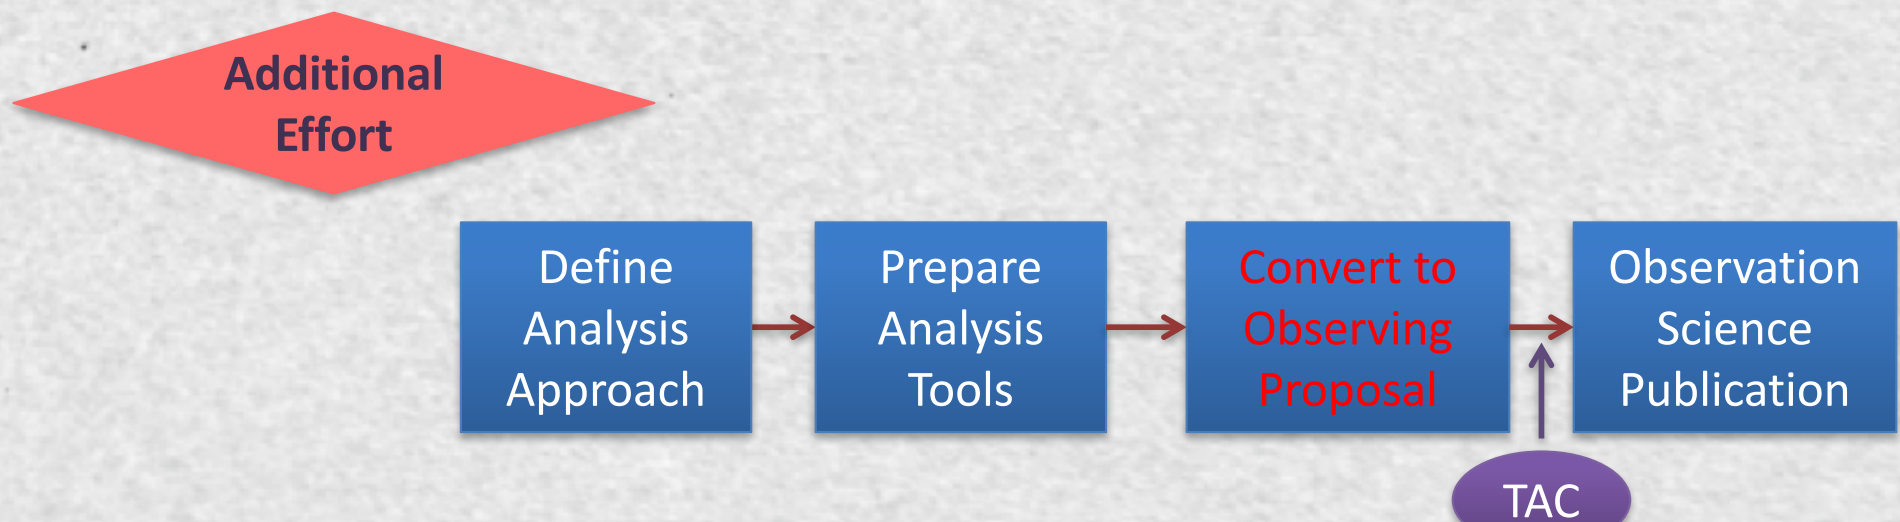 Additional
Effort
Define
Analysis
Approach
Prepare
Analysis
Tools
Convert to
Observing
Proposal
Observation
Science
Publication
TAC